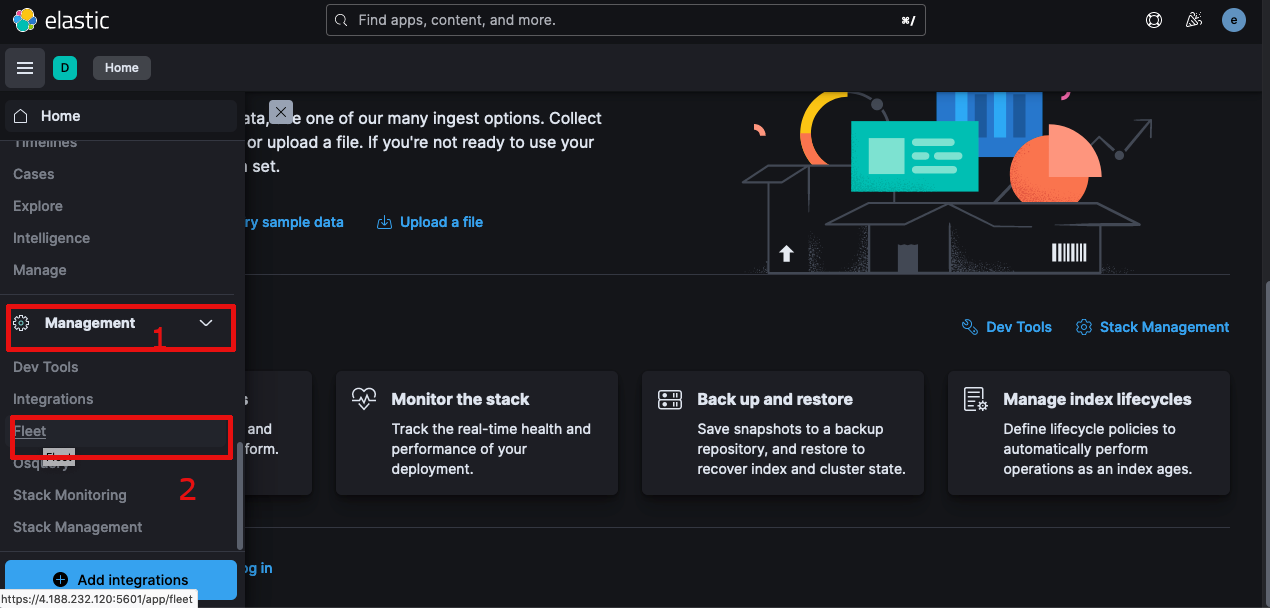 elastic
Find apps, content, and more.
⌘/
e
D
Home
Home
Timelines
Cases
Explore
Intelligence
Manage
Management
1
Dev Tools
Integrations
Fleet
Fleet
Osquery
2
Stack Monitoring
Stack Management
Add integrations
https://4.188.232.120:5601/app/fleet
one of our many ingest options. Collect
or upload a file. If you're not ready to use your
set.
ry sample data
Upload a file
Dev Tools
Stack Management
s
and
form.
Monitor the stack
Track the real-time health and
performance of your
deployment.
Back up and restore
Save snapshots to a backup
repository, and restore to
recover index and cluster state.
Manage index lifecycles
Define lifecycle policies to
automatically perform
operations as an index ages.
og in